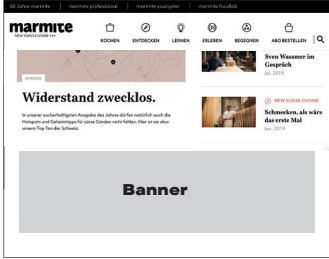 60 Jahre marmite
marmite professional
marmite youngster
marmite foodlab
marmite
NEW SWISS CUISINE
KOCHEN
ENTDECKEN
LERNEN
ERLEBEN
BEGEGNEN
ABO BESTELLEN
Widerstand zwecklos.
In unserer zuckerhaltigsten Ausgabe des Jahres dürfen natürlich auch die
Hotspots und Geheimtipps für süsse Sünden nicht fehlen. Hier ist sie also:
unsere Top Ten der Schweiz.
Sven Wassmer im
Gespräch
Jul. 2019
NEW SWISS CUISINE
Schmecken, als wärs
das erste Mal
Jun. 2019
Banner